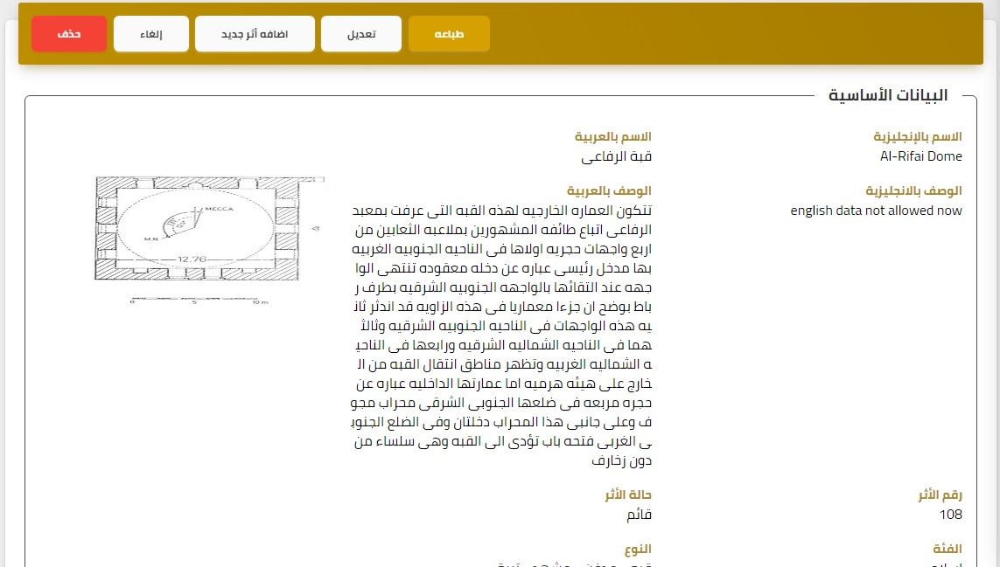 طباعه
تعديل
اضافه أثر جديد
إلغاء
حذف
البيانات الأساسية
الاسم بالإنجليزية
Al-Rifai Dome
الاسم بالعربية
قبة الرفاعى
الوصف بالانجليزية
english data not allowed now
الوصف بالعربية
تتكون العماره الخارجيه لهذه القبه التى عرفت بمعبد
الرفاعى اتباع طائفه المشهورين بملاعبه الثعابين من
اربع واجهات حجريه اولاها فى الناحيه الجنوبيه الغربيه
بها مدخل رئيسى عباره عن دخله معقوده تنتهى الوا
جهه عند التقائها بالواجهه الجنوبيه الشرقيه بطرف ر
باط بوضح ان جزءا معماريا فى هذه الزاويه قد اندثر ثان
يه هذه الواجهات فى الناحيه الجنوبيه الشرقيه وثالث
هما فى الناحيه الشماليه الشرقيه ورابعها فى الناحي
ه الشماليه الغربيه وتظهر مناطق انتقال القبه من ال
خارج على هيئه هرميه اما عمارتها الداخليه عباره عن
حجره مربعه فى ضلعها الجنوبى الشرقى محراب مجو
ف وعلى جانبى هذا المحراب دخلتان وفى الضلع الجنوب
ى الغربى فتحه باب تؤدى الى القبه وهى سلساء من
دون زخارف
MECCA
M.N.
12.76
0 5 10 m
رقم الأثر
108
حالة الأثر
قائم
الفئة
النوع